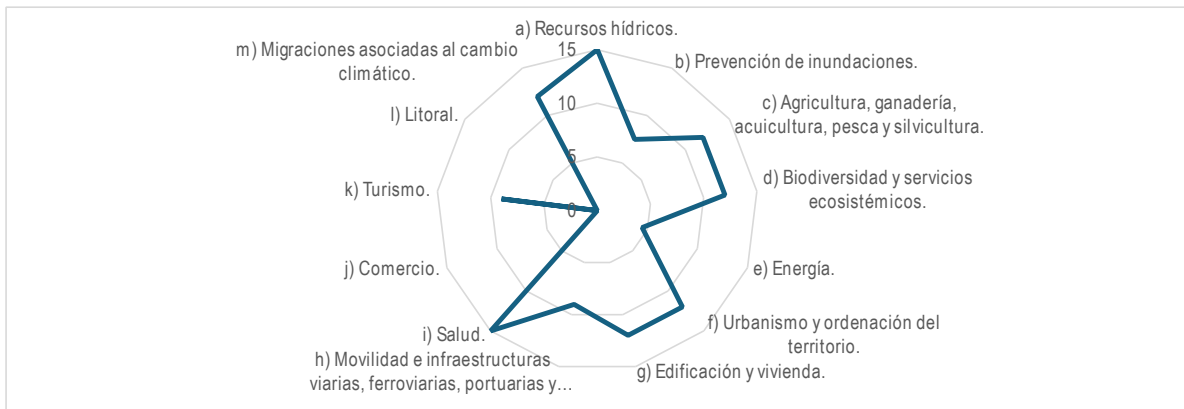 a) Recursos hídricos.
b) Prevención de inundaciones.
c) Agricultura, ganadería,
acuicultura, pesca y silvicultura.
d) Biodiversidad y servicios
ecosistémicos.
e) Energía.
f) Urbanismo y ordenación del
territorio.
g) Edificación y vivienda.
h) Movilidad e infraestructuras
viarias, ferroviarias, portuarias y…
i) Salud.
j) Comercio.
k) Turismo.
l) Litoral.
m) Migraciones asociadas al cambio
climático.
15
10
5
0